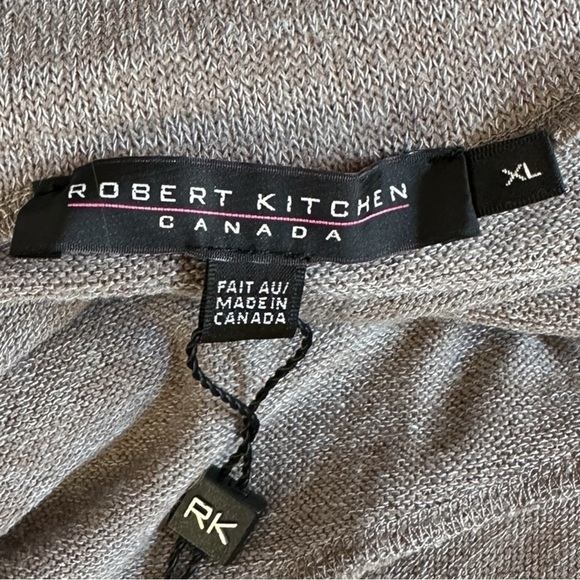 ROBERT KITCHEN
CANADA
XL
FAIT AU/
MADE IN
CANADA
RK